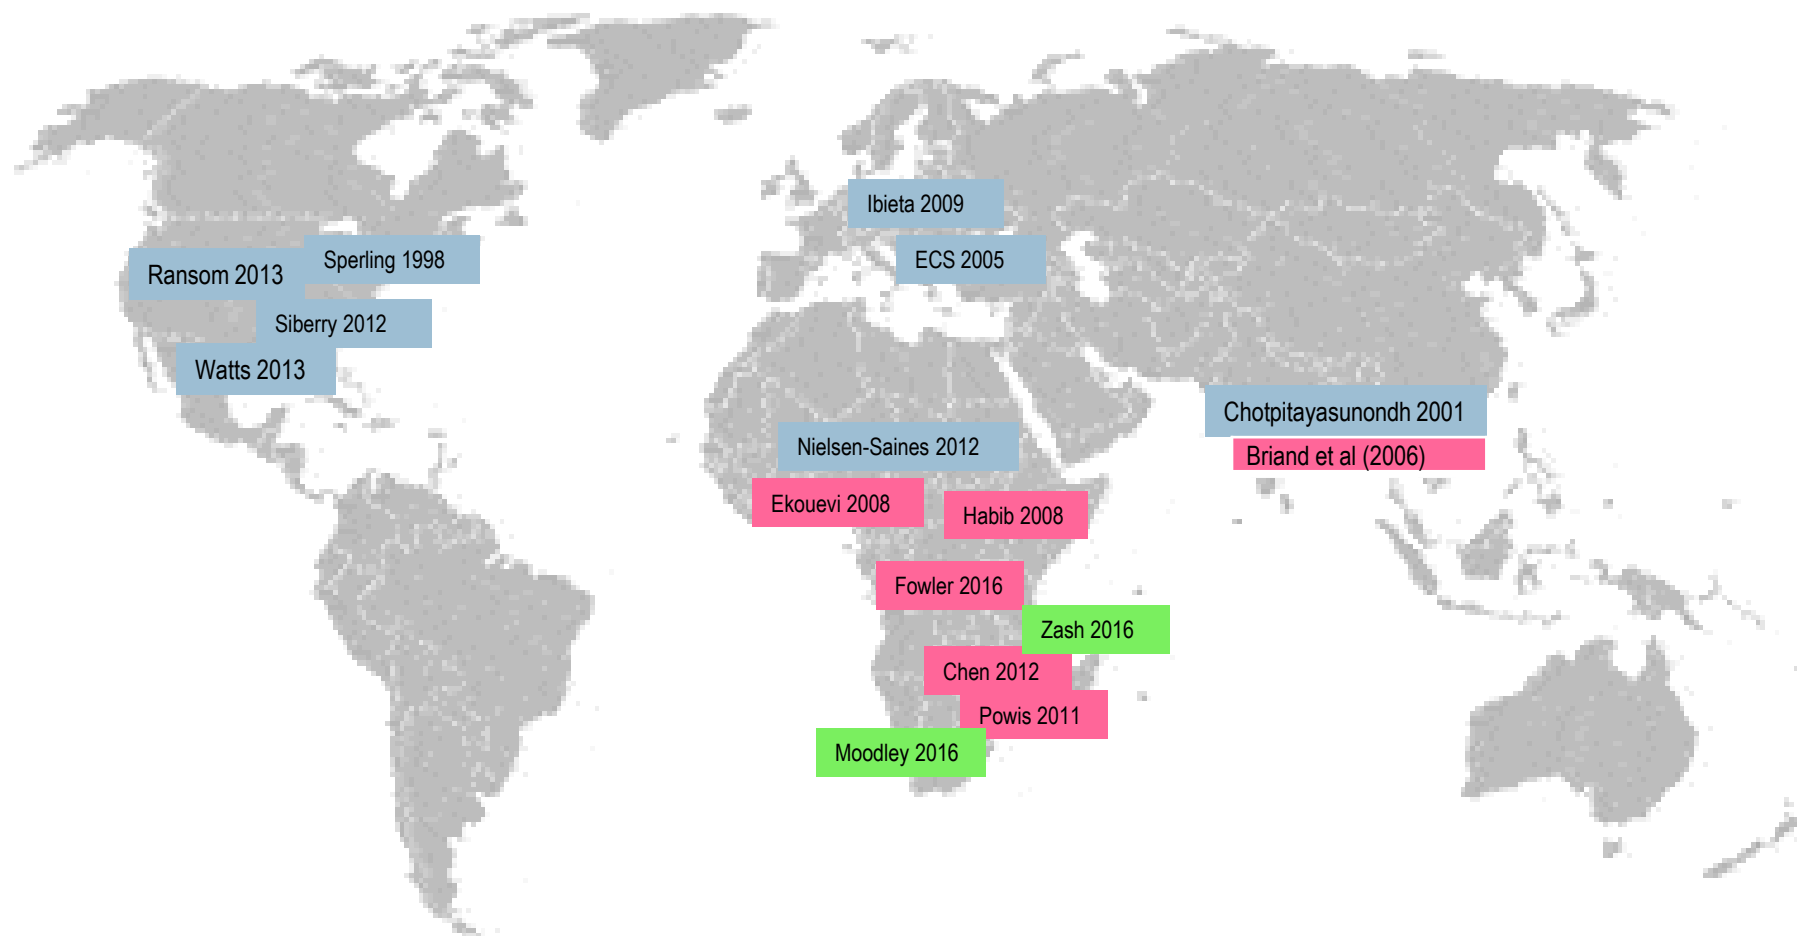 Ibieta 2009
Sperling 1998
ECS 2005
Ransom 2013
Siberry 2012
Watts 2013
Chotpitayasunondh 2001
Nielsen-Saines 2012
Briand et al (2006)
Ekouevi 2008
Habib 2008
Fowler 2016
Zash 2016
Chen 2012
Powis 2011
Moodley 2016